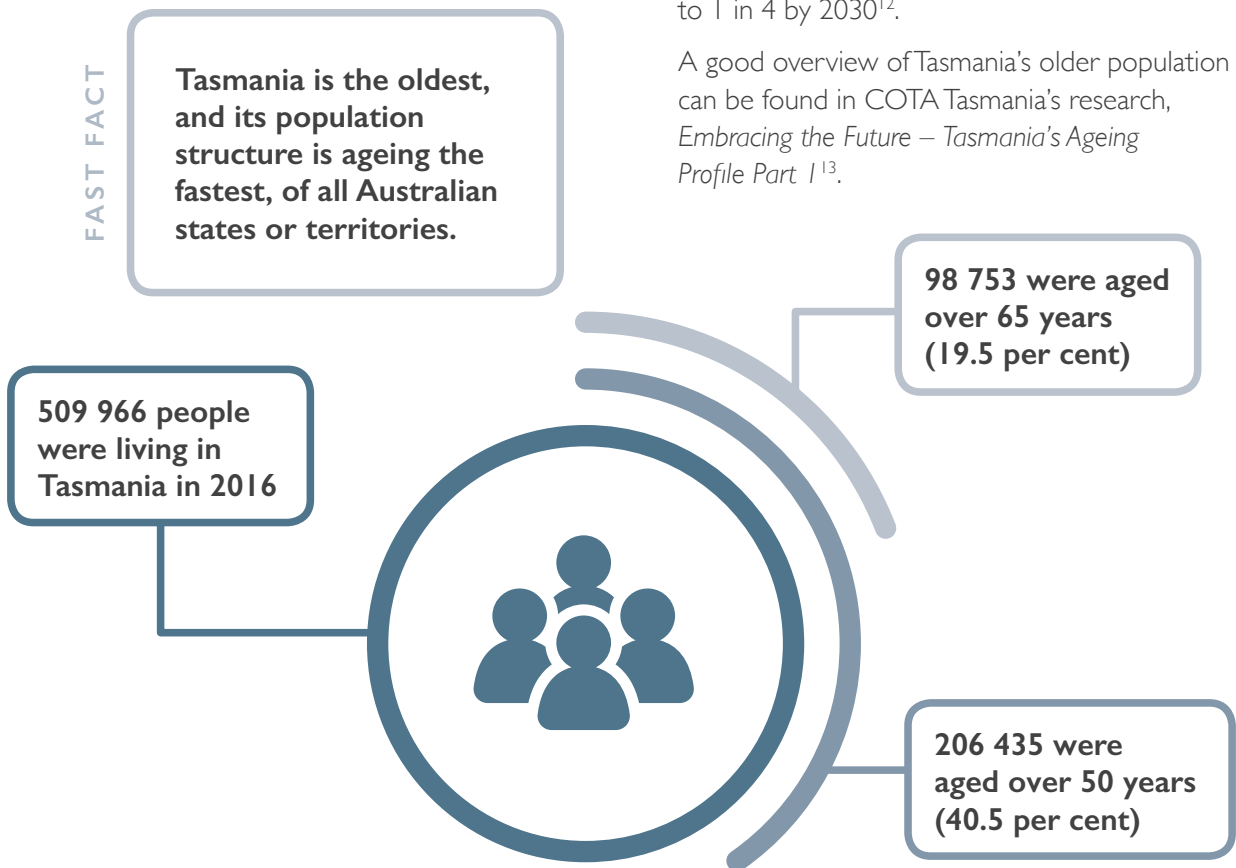 to 1 in 4 by 2030¹².
A good overview of Tasmania’s older population
can be found in COTA Tasmania’s research,
Embracing the Future – Tasmania’s Ageing
Profile Part 1¹³.
FAST FACT
Tasmania is the oldest,
and its population
structure is ageing the
fastest, of all Australian
states or territories.
98 753 were aged
over 65 years
(19.5 per cent)
509 966 people
were living in
Tasmania in 2016
206 435 were
aged over 50 years
(40.5 per cent)